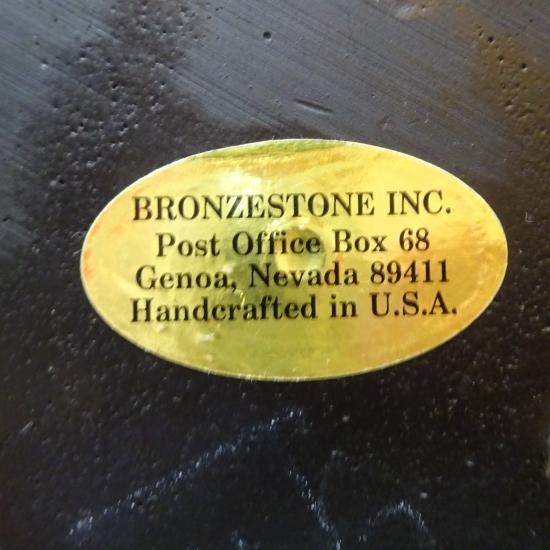 BRONZESTONE INC.
Post Office Box 68
Genoa, Nevada 89411
Handcrafted in U.S.A.